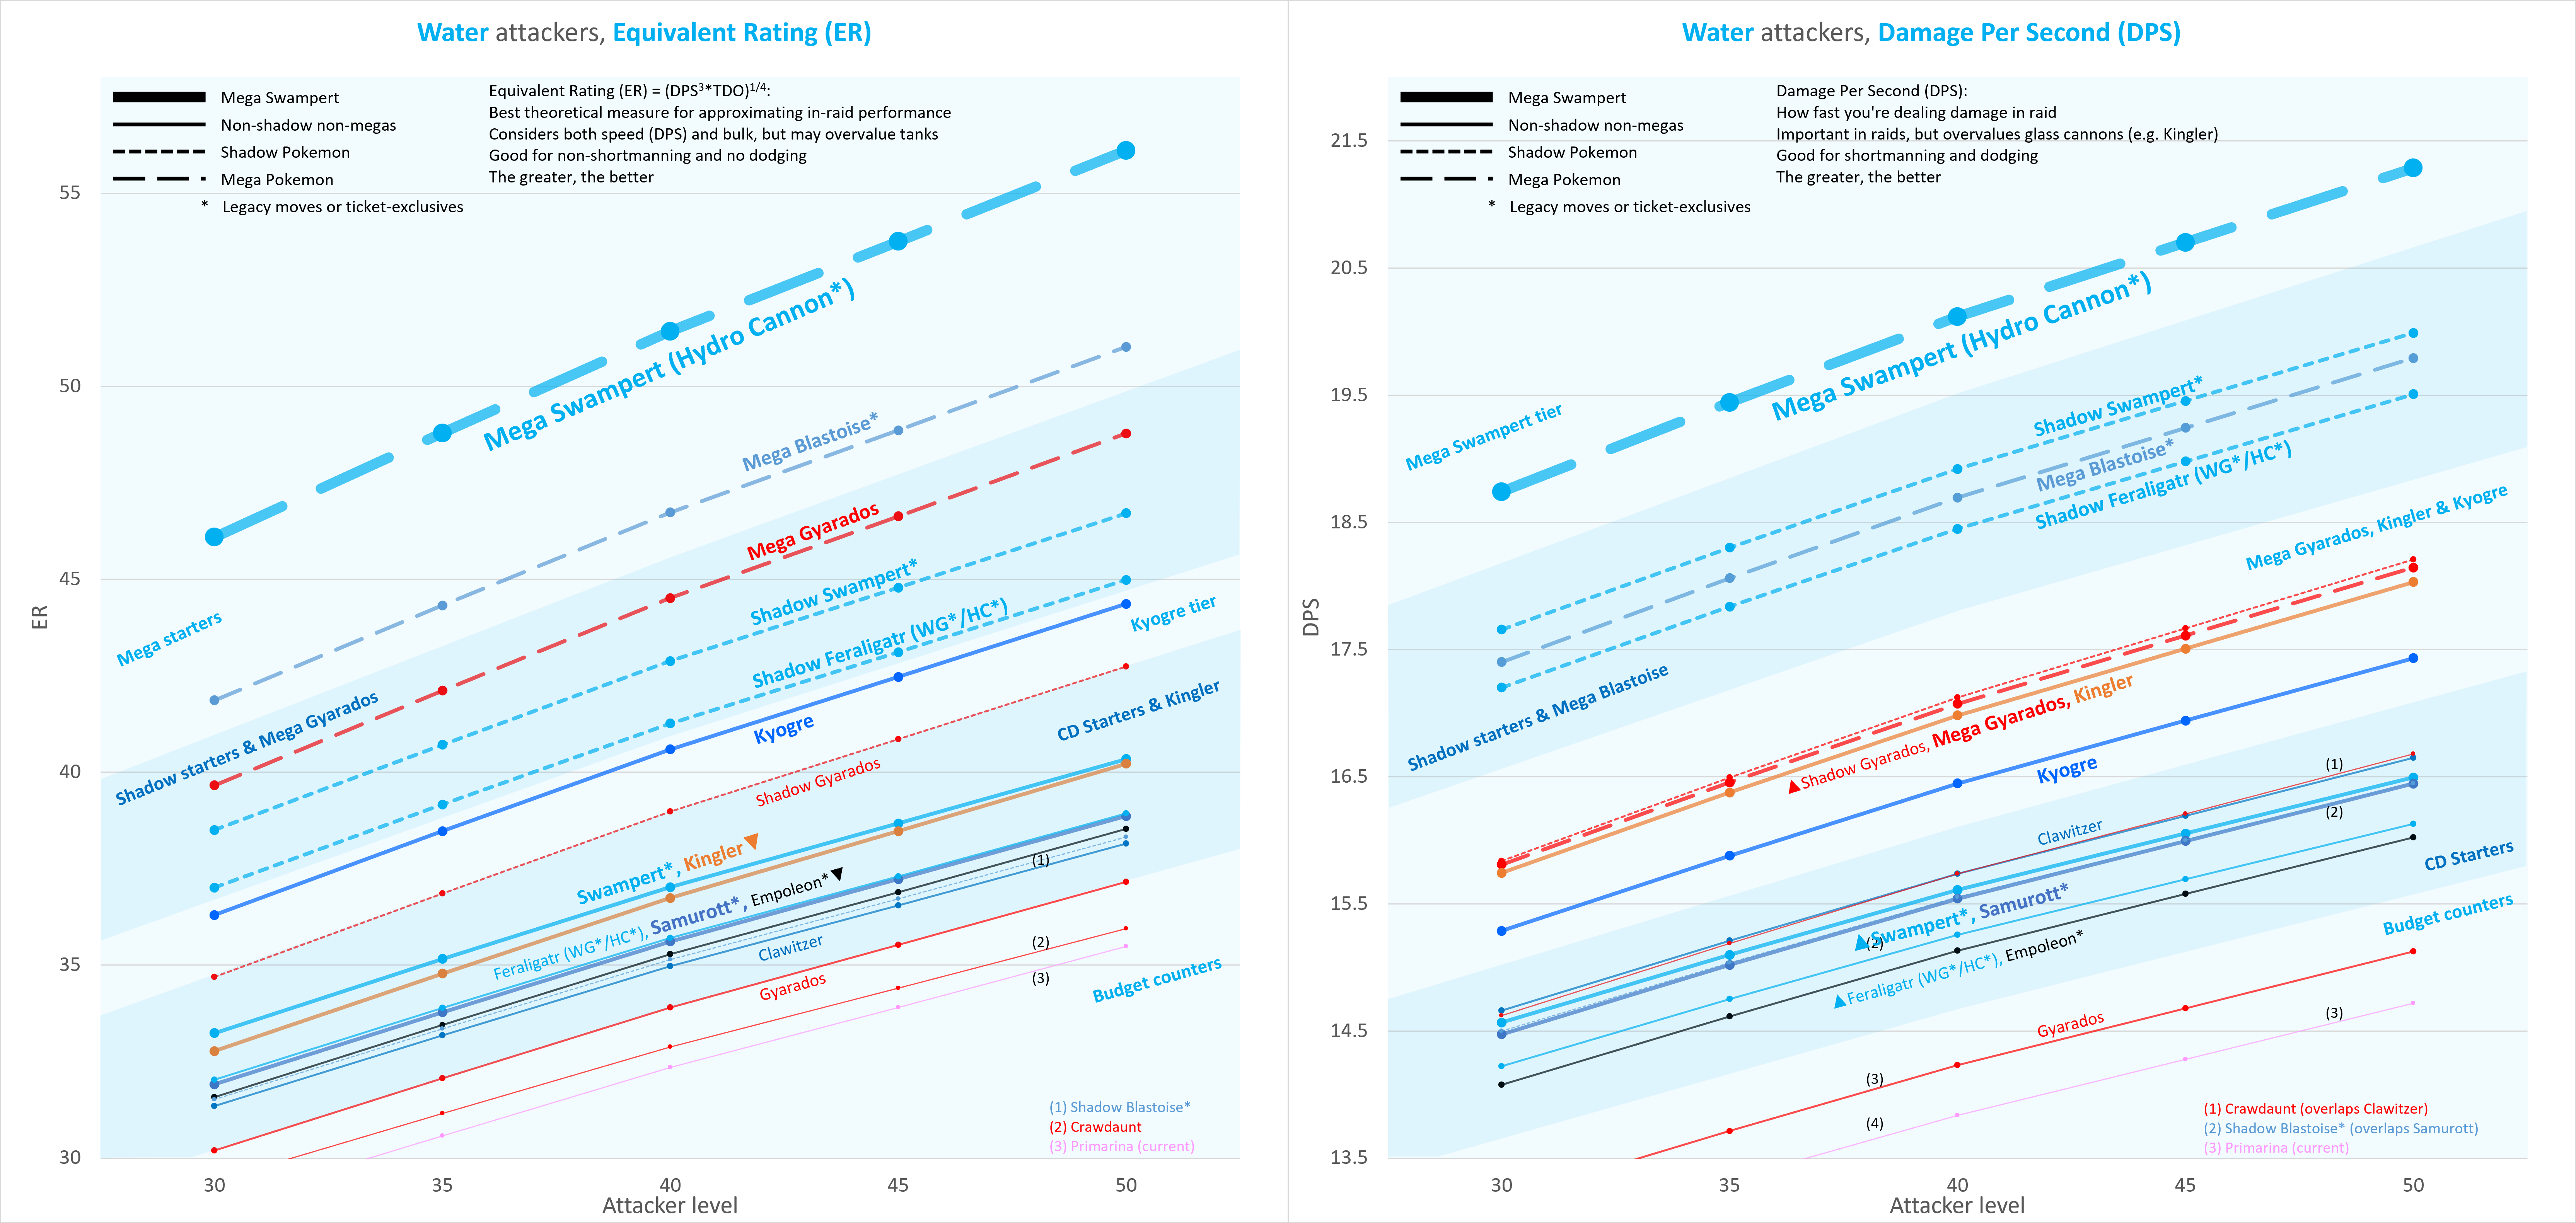 Water attackers, Equivalent Rating (ER)
Mega Swampert
Non-shadow non-megas
Shadow Pokemon
Mega Pokemon
* Legacy moves or ticket-exclusives
Equivalent Rating (ER) = (DPS³*TDO)¹ᐟ⁴:
Best theoretical measure for approximating in-raid performance
Considers both speed (DPS) and bulk, but may overvalue tanks
Good for non-shortmanning and no dodging
The greater, the better
55
50
45
40
35
30
ER
Mega Swampert (Hydro Cannon*)
Mega Blastoise*
Mega Gyarados
Shadow Swampert*
Shadow Feraligatr (WG*/HC*)
Mega starters
Kyogre tier
Shadow starters & Mega Gyarados
Kyogre
CD Starters & Kingler
Shadow Gyarados
Swampert*, Kingler▼
Feraligatr (WG*/HC*), Samurott*, Empoleon*▼
(1)
Clawitzer
(2)
Gyarados
(3)
Budget counters
(1) Shadow Blastoise*
(2) Crawdaunt
(3) Primarina (current)
30 35 40 45 50
Attacker level
Water attackers, Damage Per Second (DPS)
Mega Swampert
Non-shadow non-megas
Shadow Pokemon
Mega Pokemon
* Legacy moves or ticket-exclusives
Damage Per Second (DPS):
How fast you're dealing damage in raid
Important in raids, but overvalues glass cannons (e.g. Kingler)
Good for shortmanning and dodging
The greater, the better
21.5
20.5
19.5
18.5
17.5
16.5
15.5
14.5
13.5
DPS
Mega Swampert (Hydro Cannon*)
Mega Swampert tier
Shadow Swampert*
Mega Blastoise*
Shadow Feraligatr (WG*/HC*)
Mega Gyarados, Kingler & Kyogre
Shadow starters & Mega Blastoise
▲Shadow Gyarados, Mega Gyarados, Kingler
Kyogre
(1)
Clawitzer
(2)
CD Starters
▲Swampert*, Samurott*
(2)
▲Feraligatr (WG*/HC*), Empoleon*
Budget counters
Gyarados
(3)
(3)
(4)
(1) Crawdaunt (overlaps Clawitzer)
(2) Shadow Blastoise* (overlaps Samurott)
(3) Primarina (current)
30 35 40 45 50
Attacker level